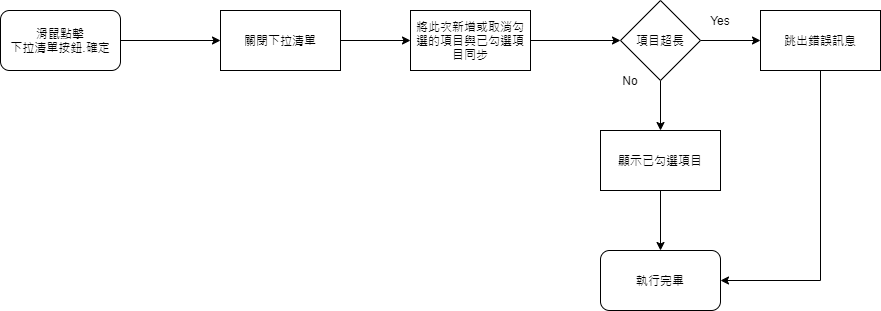 滑鼠點擊
下拉清單按鈕.確定
關閉下拉清單
將此次新增或取消勾
選的項目與已勾選項
目同步
項目超長
Yes
跳出錯誤訊息
No
顯示已勾選項目
執行完畢